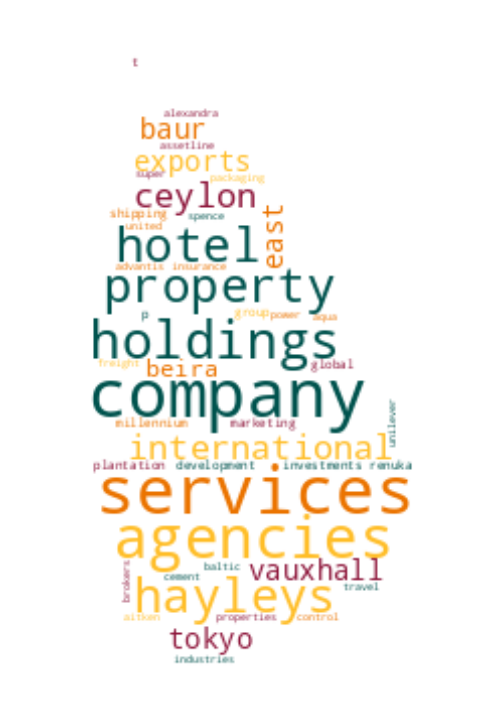 t
alexandra
baur
assetline
exports
super
packaging
ceylon
shipping
spence
east
united
hotel
advantis insurance
property
p
group power aqua
holdings
freight
beira
global
company
millennium
marketing
unilever
international
plantation development investments renuka
services
agencies
baltic
vauxhall
brokers
cement
travel
hayleys
aitken
properties
control
tokyo
industries